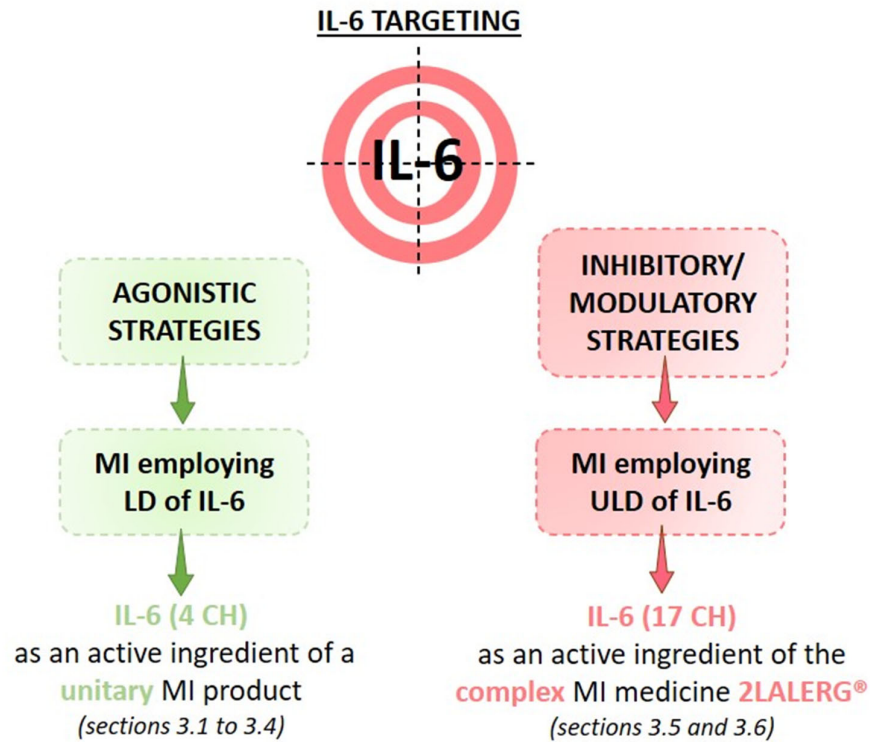 IL-6 TARGETING
IL-6
AGONISTIC
STRATEGIES
MI employing
LD of IL-6
IL-6 (4 CH)
as an active ingredient of a
unitary MI product
(sections 3.1 to 3.4)
INHIBITORY/
MODULATORY
STRATEGIES
MI employing
ULD of IL-6
IL-6 (17 CH)
as an active ingredient of the
complex MI medicine 2LALERG®
(sections 3.5 and 3.6)